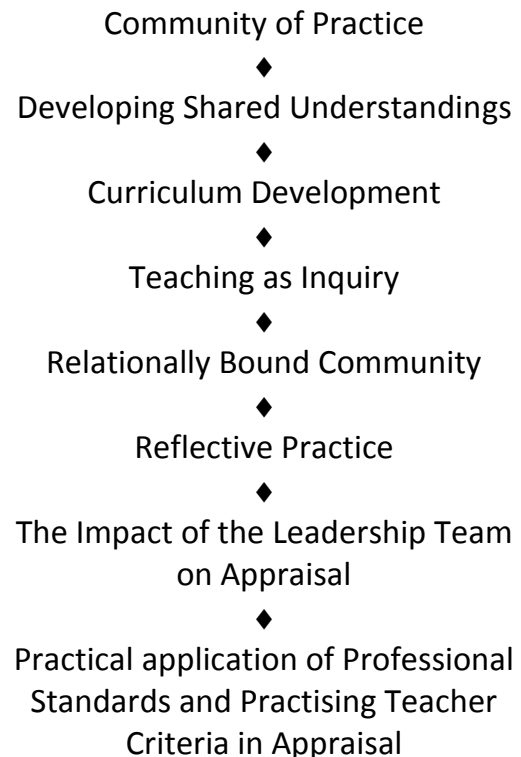 Community of Practice
♦
Developing Shared Understandings
♦
Curriculum Development
♦
Teaching as Inquiry
♦
Relationally Bound Community
♦
Reflective Practice
♦
The Impact of the Leadership Team
on Appraisal
♦
Practical application of Professional
Standards and Practising Teacher
Criteria in Appraisal